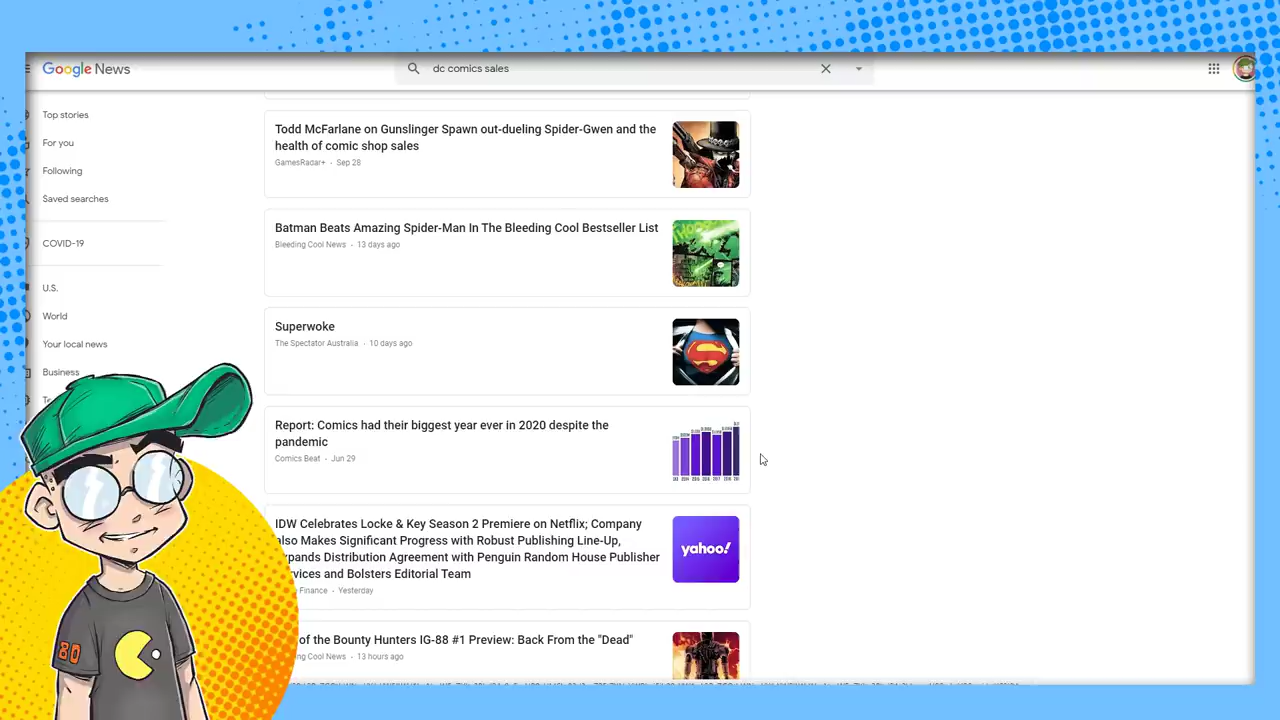 Google News
dc comics sales
Top stories
For you
Following
Saved searches
COVID-19
U.S.
World
Your local news
Business
Todd McFarlane on Gunslinger Spawn out-dueling Spider-Gwen and the
health of comic shop sales
GamesRadar+ · Sep 28
Batman Beats Amazing Spider-Man In The Bleeding Cool Bestseller List
Bleeding Cool News · 13 days ago
Superwoke
The Spectator Australia · 10 days ago
Report: Comics had their biggest year ever in 2020 despite the
pandemic
Comics Beat · Jun 29
IDW Celebrates Locke & Key Season 2 Premiere on Netflix; Company
also Makes Significant Progress with Robust Publishing Line-Up,
Expands Distribution Agreement with Penguin Random House Publisher
Services and Bolsters Editorial Team
Finance · Yesterday
yahoo!
of the Bounty Hunters IG-88 #1 Preview: Back From the "Dead"
Cool News · 13 hours ago
80